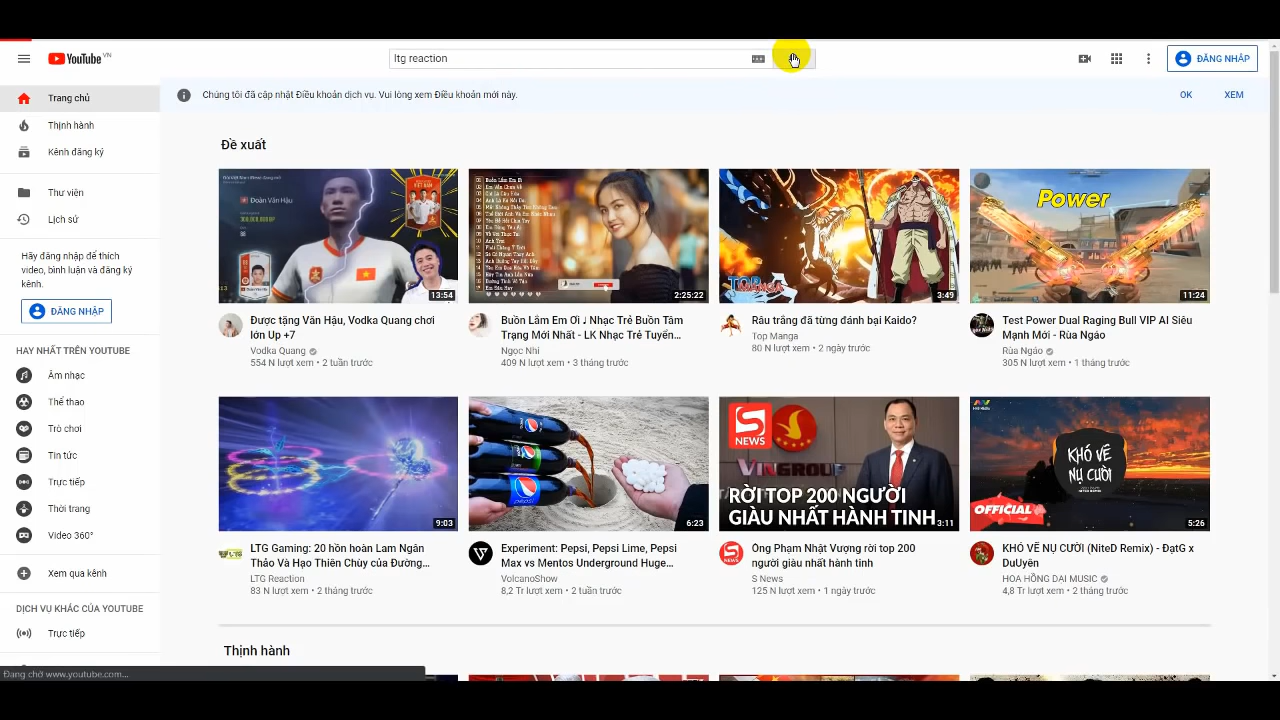 YouTube VN
ltg reaction
ĐĂNG NHẬP
Trang chủ
Chúng tôi đã cập nhật Điều khoản dịch vụ. Vui lòng xem Điều khoản mới này.
OK
XEM
Thịnh hành
Kênh đăng ký
Thư viện
Lịch sử
Hãy đăng nhập để thích
video, bình luận và đăng ký
kênh.
ĐĂNG NHẬP
HAY NHẤT TRÊN YOUTUBE
Âm nhạc
Thể thao
Trò chơi
Tin tức
Trực tiếp
Thời trang
Video 360°
Xem qua kênh
DỊCH VỤ KHÁC CỦA YOUTUBE
Trực tiếp
Đang chờ www.youtube.com...
Đề xuất
Đoàn Văn Hậu
VIỆT NAM
13:54
2:25:22
TOP
MANGA
3:49
Power
11:24
Được tặng Văn Hậu, Vodka Quang chơi
lớn Up +7
Vodka Quang
554 N lượt xem • 2 tuần trước
Buồn Lắm Em Ơi ♩ Nhạc Trẻ Buồn Tâm
Trạng Mới Nhất - LK Nhạc Trẻ Tuyển...
Ngọc Nhi
409 N lượt xem • 3 tháng trước
Râu trắng đã từng đánh bại Kaido?
Top Manga
80 N lượt xem • 2 ngày trước
Test Power Dual Raging Bull VIP AI Siêu
Mạnh Mới - Rùa Ngáo
Rùa Ngáo
305 N lượt xem • 1 tháng trước
9:03
pepsi
6:23
S
NEWS
VINGROUP
RỜI TOP 200 NGƯỜI
GIÀU NHẤT HÀNH TINH
3:11
KHÓ VẼ
NỤ CƯỜI
OFFICIAL
5:26
LTG Gaming: 20 hồn hoàn Lam Ngân
Thảo Và Hạo Thiên Chùy của Đường...
LTG Reaction
83 N lượt xem • 2 tháng trước
Experiment: Pepsi, Pepsi Lime, Pepsi
Max vs Mentos Underground Huge...
VolcanoShow
8,2 Tr lượt xem • 2 tuần trước
Ông Phạm Nhật Vượng rời top 200
người giàu nhất hành tinh
S News
125 N lượt xem • 1 ngày trước
KHÓ VẼ NỤ CƯỜI (NiteD Remix) - ĐạtG x
DuUyên
HOA HỒNG DẠI MUSIC
4,8 Tr lượt xem • 2 tháng trước
Thịnh hành